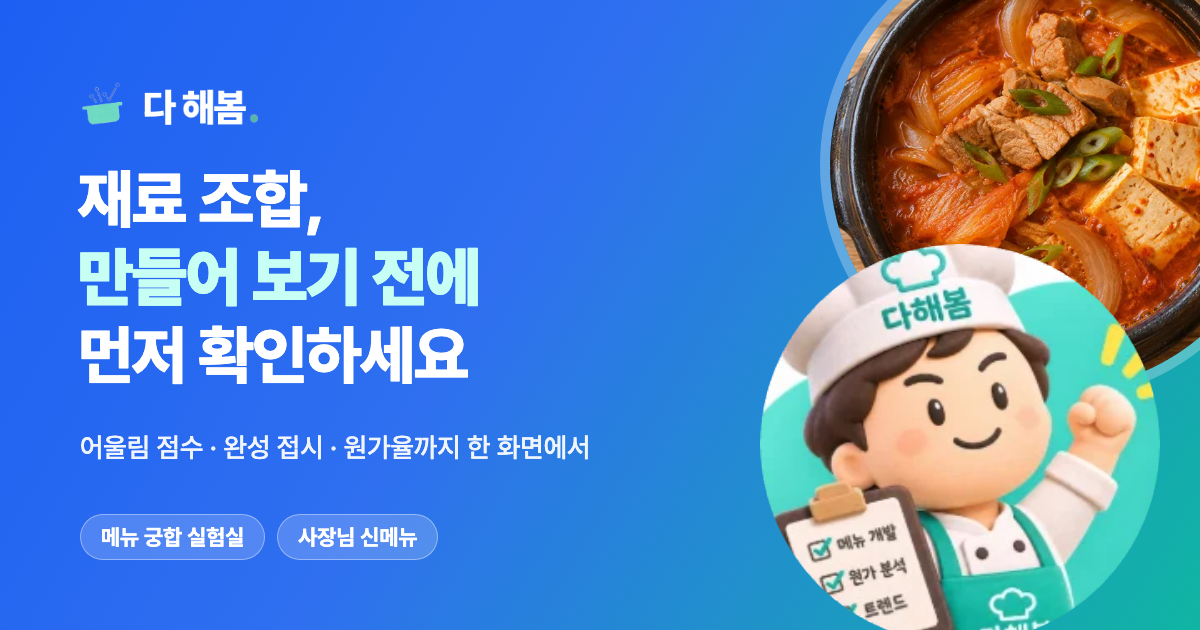 다 해봄.
재료 조합,
만들어 보기 전에
먼저 확인하세요
어울림 점수 · 완성 접시 · 원가율까지 한 화면에서
메뉴 궁합 실험실
사장님 신메뉴
다해봄
메뉴 개발
원가 분석
트렌드
다해봄